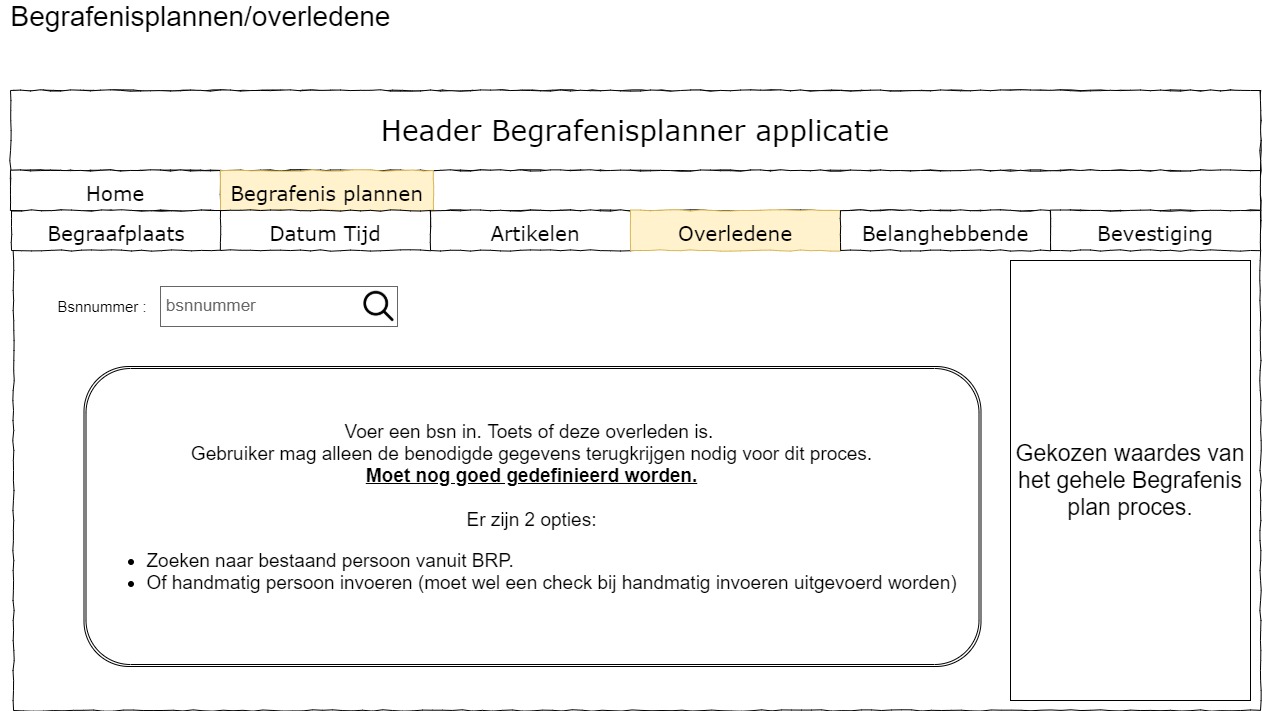 Begrafenisplannen/overledene
Header Begrafenisplanner applicatie
Home Begrafenis plannen
Begraafplaats Datum Tijd Artikelen Overledene Belanghebbende Bevestiging
Bsnnummer : bsnnummer
Voer een bsn in. Toets of deze overleden is.
Gebruiker mag alleen de benodigde gegevens terugkrijgen nodig voor dit proces.
Moet nog goed gedefinieerd worden.
Er zijn 2 opties:
• Zoeken naar bestaand persoon vanuit BRP.
• Of handmatig persoon invoeren (moet wel een check bij handmatig invoeren uitgevoerd worden)
Gekozen waardes van
het gehele Begrafenis
plan proces.